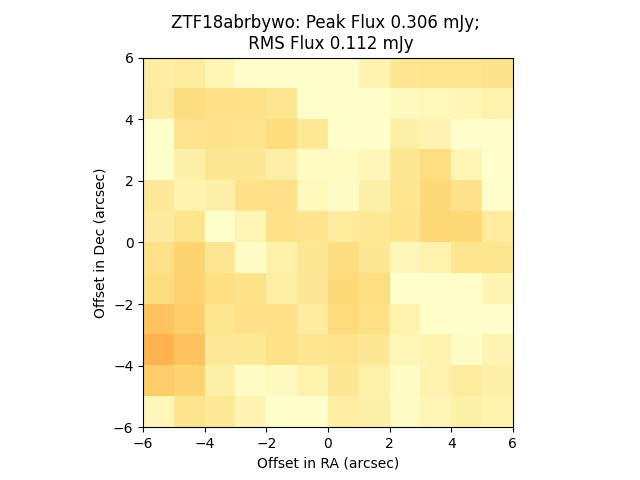 ZTF18abrbywo: Peak Flux 0.306 mJy;
RMS Flux 0.112 mJy
6
4
2
0
−2
−4
−6
Offset in Dec (arcsec)
−6 −4 −2 0 2 4 6
Offset in RA (arcsec)